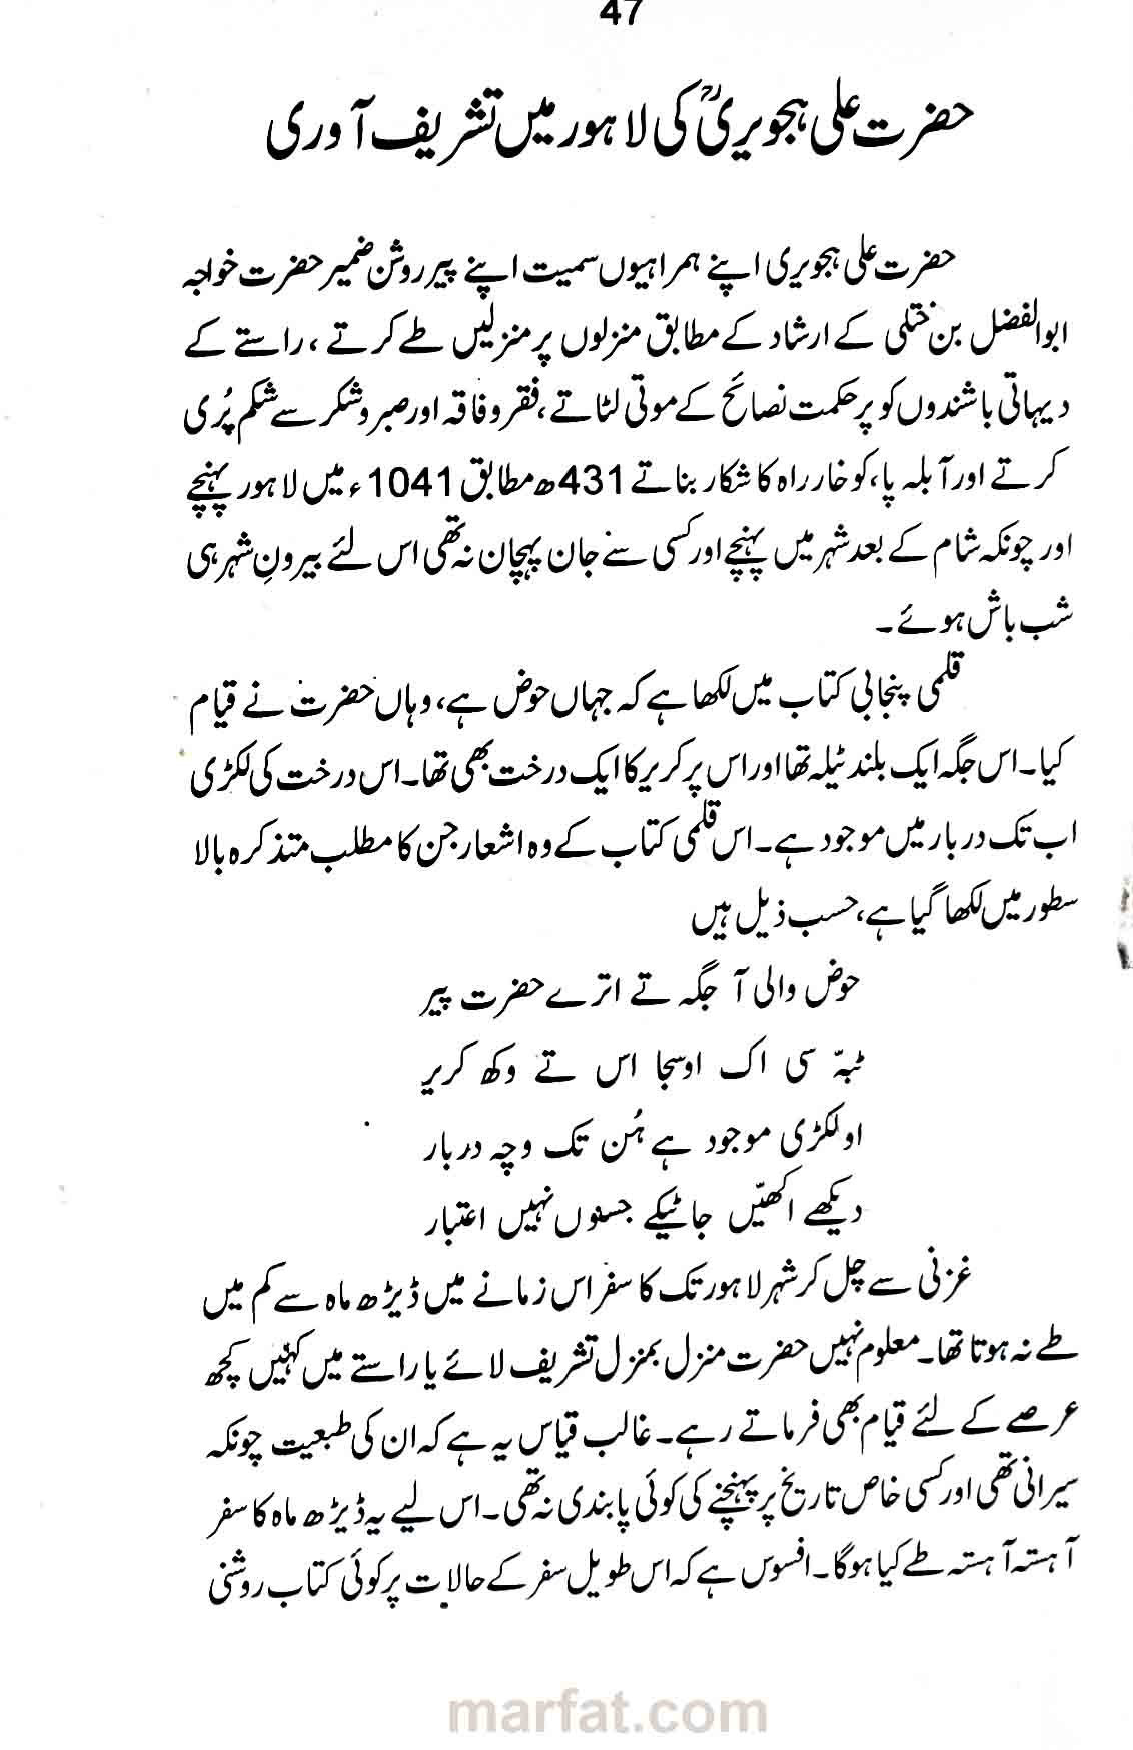 47
حضرت علی ہجویریؒ کی لاہور میں تشریف آوری
حضرت علی ہجویری اپنے ہمراہیوں سمیت اپنے پیر روشن ضمیر حضرت خواجہ
ابوالفضل بن ختلی کے ارشاد کے مطابق منزلوں پر منزلیں طے کرتے ، راستے کے
دیہاتی باشندوں کو پر حکمت نصائح کے موتی لٹاتے ، فقر و فاقہ اور صبر و شکر سے شکم پُری
کرتے اور آبلہ پا، کو خار راہ کا شکار بناتے 431ھ مطابق 1041ء میں لاہور پہنچے
اور چونکہ شام کے بعد شہر میں پہنچے اور کسی سے جان پہچان نہ تھی اس لئے بیرونِ شہر ہی
شب باش ہوئے۔
قلمی پنجابی کتاب میں لکھا ہے کہ جہاں حوض ہے، وہاں حضرت نے قیام
کیا۔ اس جگہ ایک بلند ٹیلہ تھا اور اس پر کریر کا ایک درخت بھی تھا۔ اس درخت کی لکڑی
اب تک دربار میں موجود ہے۔ اس قلمی کتاب کے وہ اشعار جن کا مطلب متذکرہ بالا
سطور میں لکھا گیا ہے، حسب ذیل ہیں
حوض والی آ جگہ تے اترے حضرت پیر
ٹبہّ سی اک اوسجا اس تے وکھ کریر
او لکڑی موجود ہے ہُن تک وچہ دربار
دیکھے اکھیّں جائیکے جسنوں نہیں اعتبار
غزنی سے چل کر شہر لاہور تک کا سفر اس زمانے میں ڈیڑھ ماہ سے کم میں
طے نہ ہوتا تھا۔ معلوم نہیں حضرت منزل بمنزل تشریف لائے یا راستے میں کہیں کچھ
عرصے کے لئے قیام بھی فرماتے رہے۔ غالب قیاس یہ ہے کہ ان کی طبعیت چونکہ
سیرانی تھی اور کسی خاص تاریخ پر پہنچنے کی کوئی پابندی نہ تھی۔ اس لیے یہ ڈیڑھ ماہ کا سفر
آہستہ آہستہ طے کیا ہوگا۔ افسوس ہے کہ اس طویل سفر کے حالات پر کوئی کتاب روشنی
marfat.com